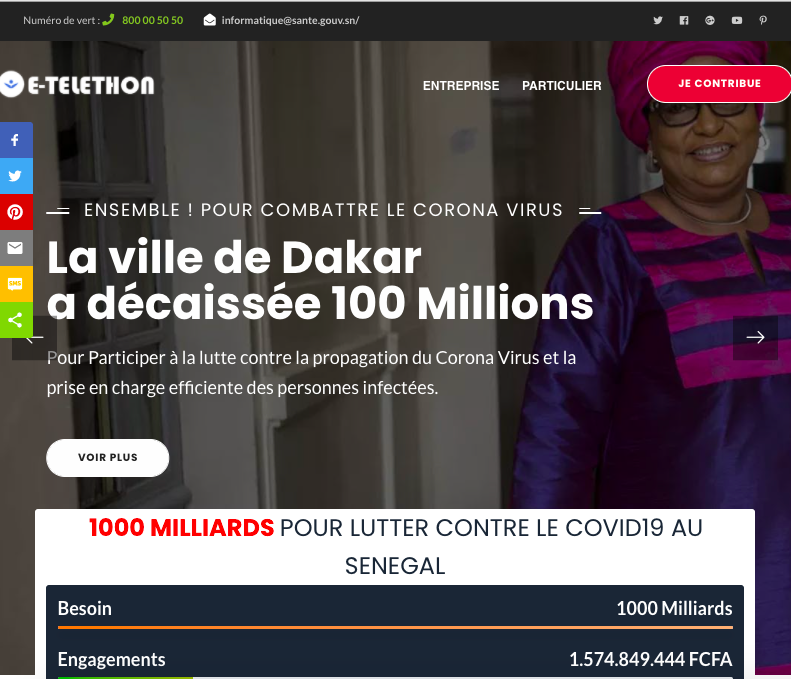 Numéro de vert : 800 00 50 50 informatique@sante.gouv.sn/
E-TELETHON
ENTREPRISE PARTICULIER JE CONTRIBUE
ENSEMBLE ! POUR COMBATTRE LE CORONA VIRUS
La ville de Dakar
a décaissée 100 Millions
Pour Participer à la lutte contre la propagation du Corona Virus et la
prise en charge efficiente des personnes infectées.
SMS
VOIR PLUS
1000 MILLIARDS POUR LUTTER CONTRE LE COVID19 AU
SENEGAL
Besoin 1000 Milliards
Engagements 1.574.849.444 FCFA